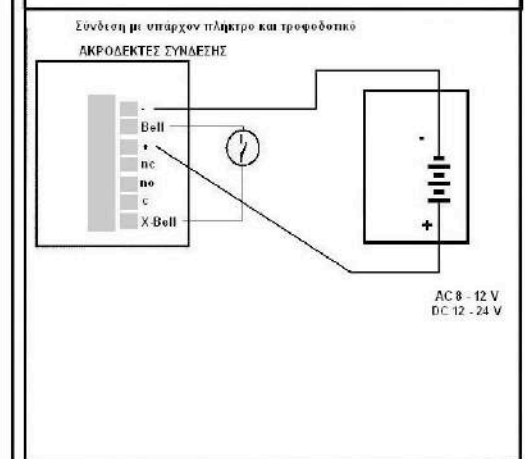 Σύνδεση με υπάρχον πλήκτρο και τροφοδοτικό
ΑΚΡΟΔΕΚΤΕΣ ΣΥΝΔΕΣΗΣ
-
Bell
+
nc
no
c
X-Bell
-
+
AC 8 - 12 V
DC 12 - 24 V